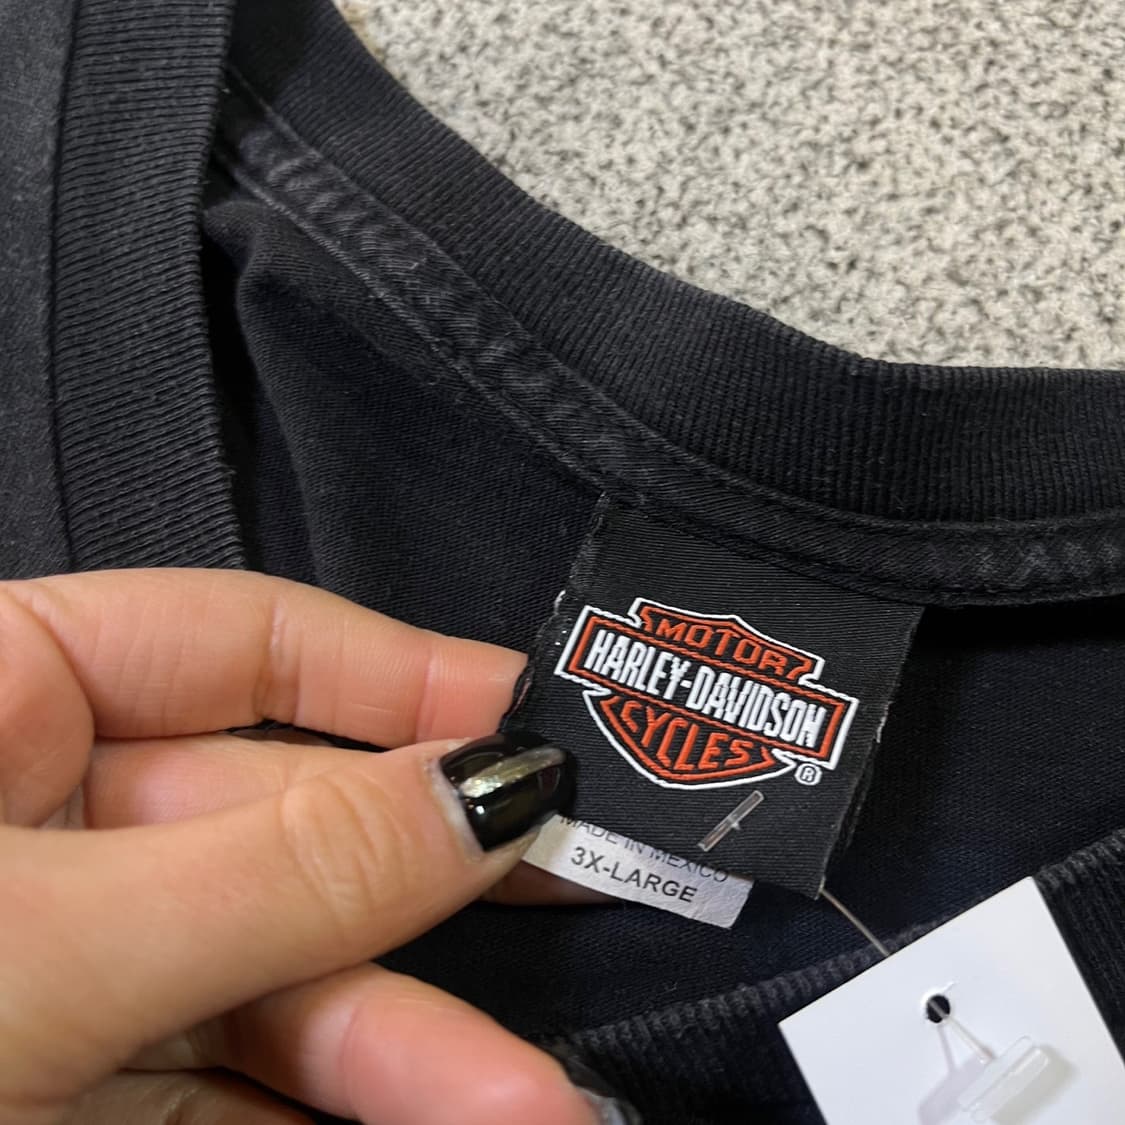 MOTOR
HARLEY-DAVIDSON
CYCLES
®
MADE IN MEXICO
3X-LARGE